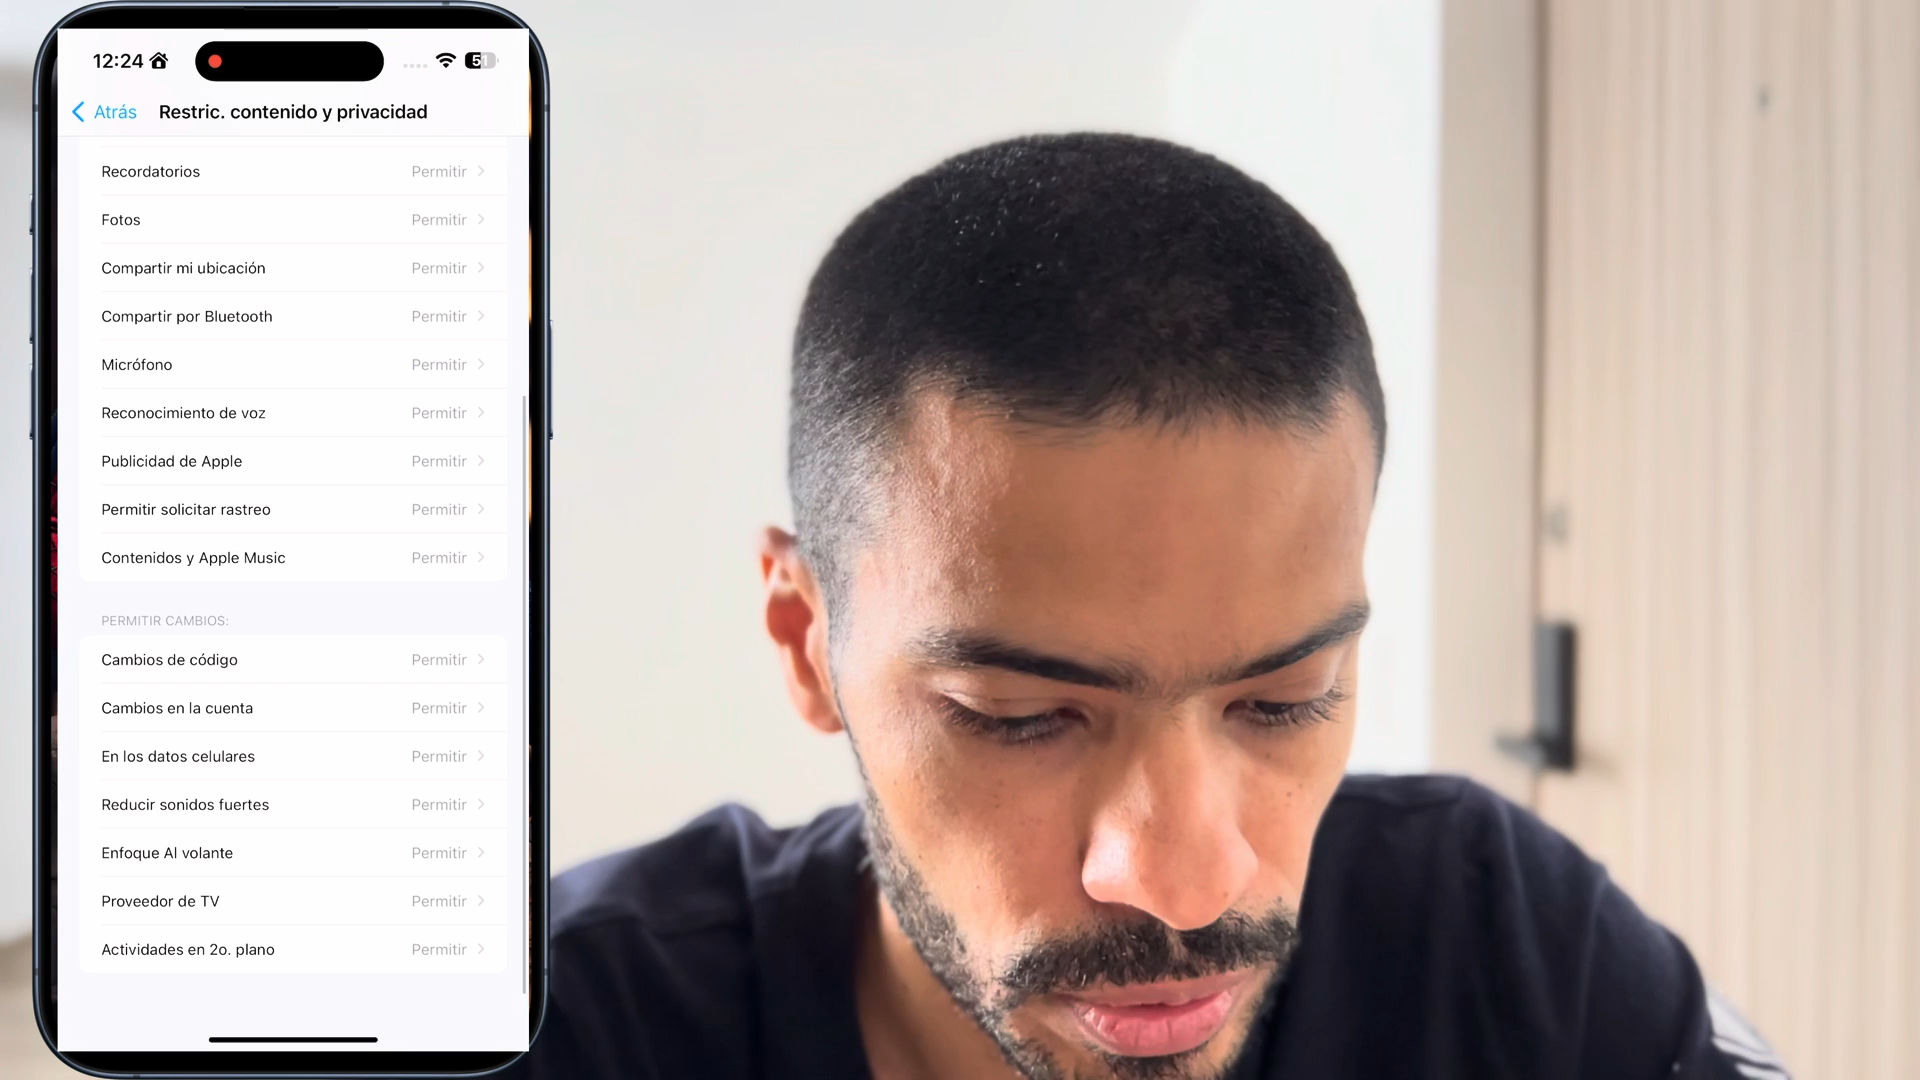 12:24
51
Atrás
Restric. contenido y privacidad
Recordatorios Permitir
Fotos Permitir
Compartir mi ubicación Permitir
Compartir por Bluetooth Permitir
Micrófono Permitir
Reconocimiento de voz Permitir
Publicidad de Apple Permitir
Permitir solicitar rastreo Permitir
Contenidos y Apple Music Permitir
PERMITIR CAMBIOS:
Cambios de código Permitir
Cambios en la cuenta Permitir
En los datos celulares Permitir
Reducir sonidos fuertes Permitir
Enfoque Al volante Permitir
Proveedor de TV Permitir
Actividades en 2o. plano Permitir